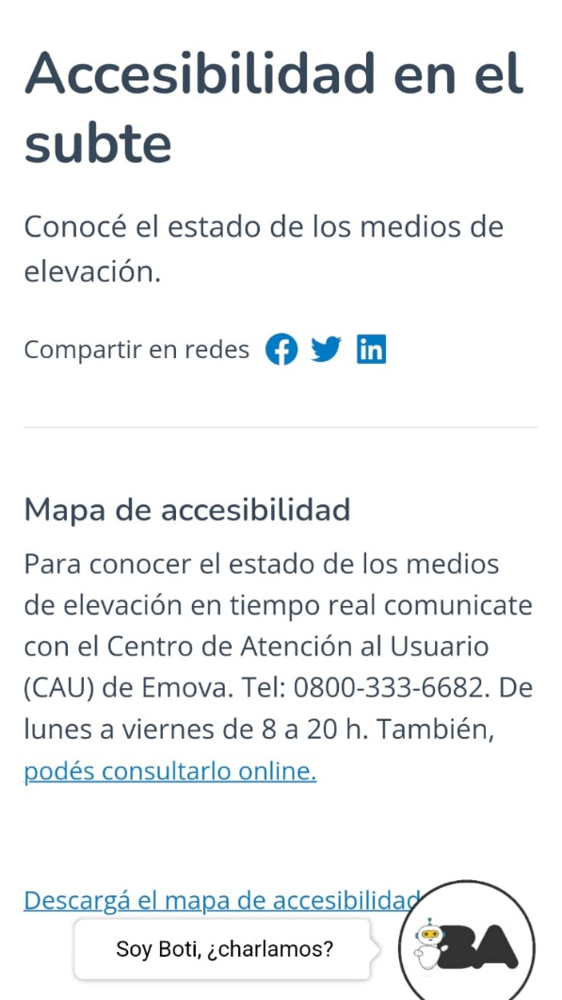 Accesibilidad en el
subte
Conocé el estado de los medios de
elevación.
Compartir en redes
Mapa de accesibilidad
Para conocer el estado de los medios
de elevación en tiempo real comunicate
con el Centro de Atención al Usuario
(CAU) de Emova. Tel: 0800-333-6682. De
lunes a viernes de 8 a 20 h. También,
podés consultarlo online.
Descargá el mapa de accesibilidad
Soy Boti, ¿charlamos?
BA